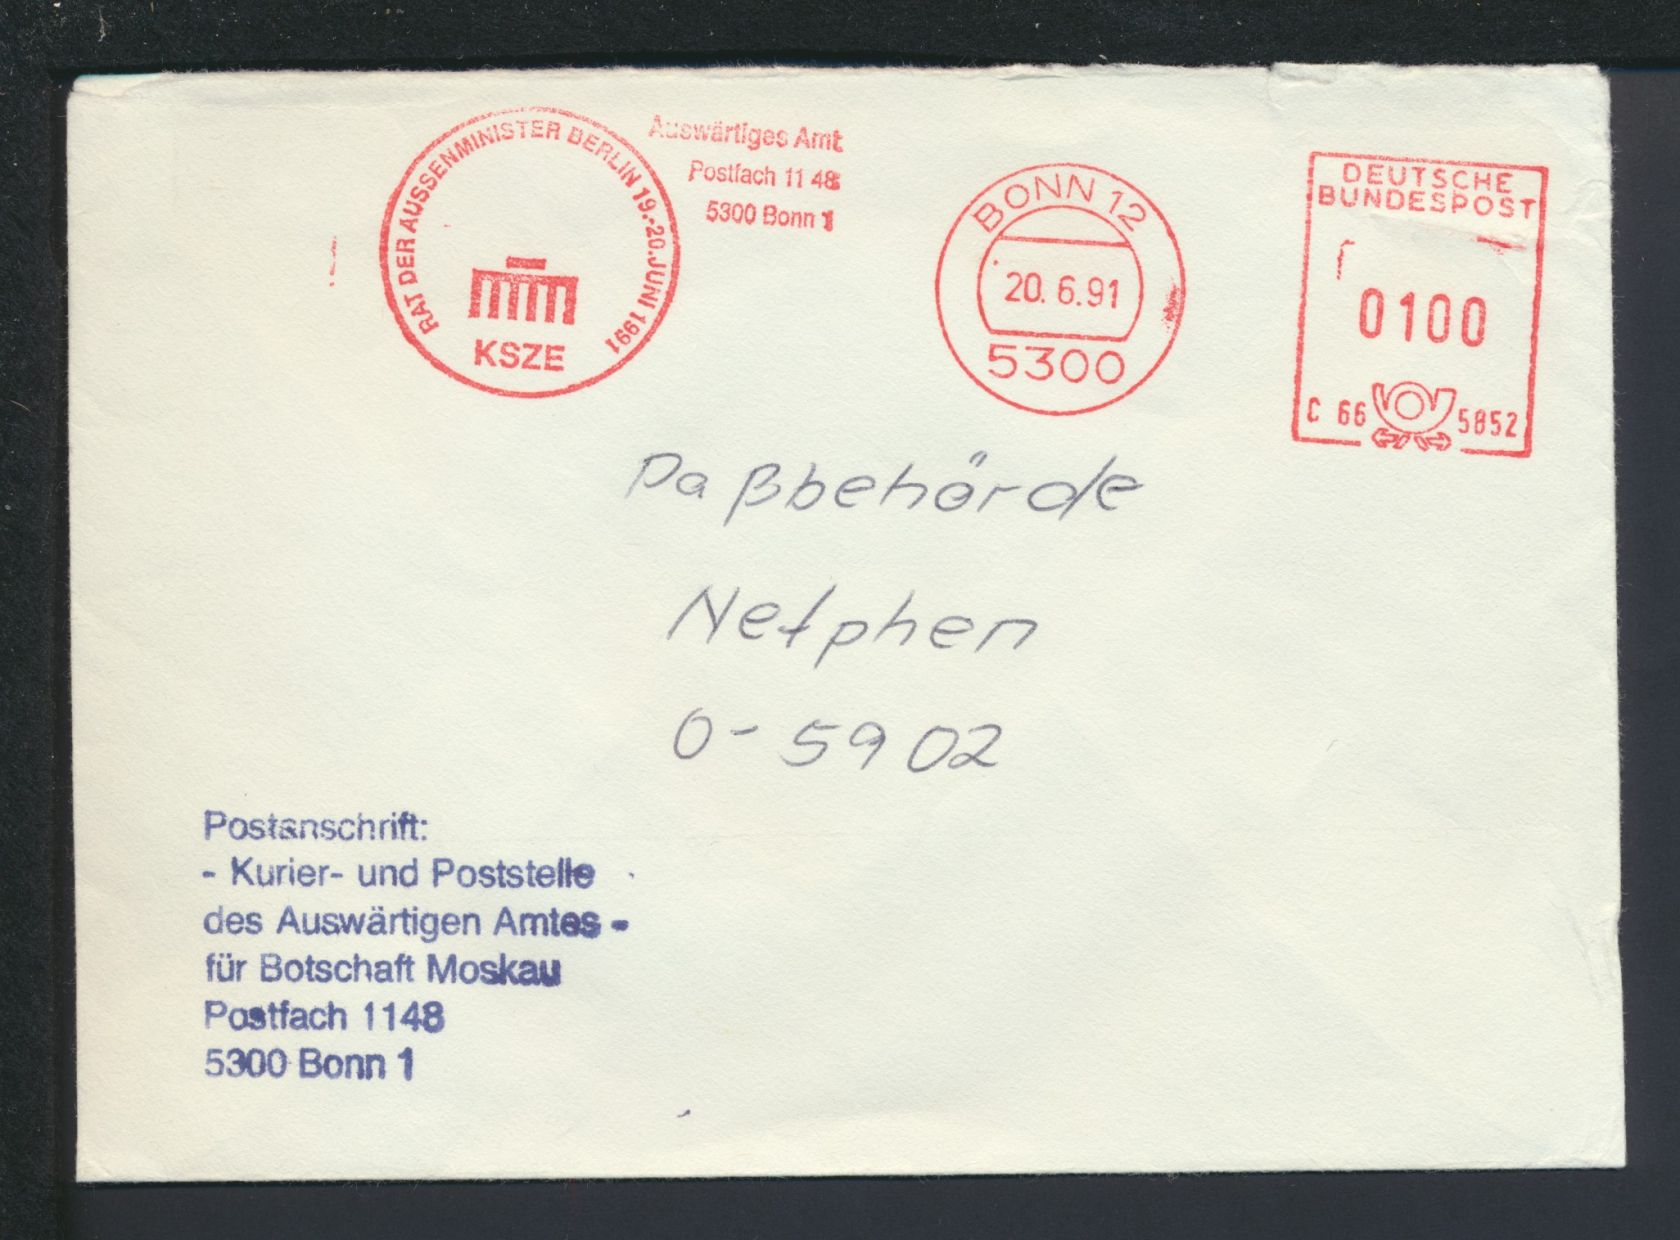 RAT DER AUSSENMINISTER BERLIN 19.-20. JUNI 1991
KSZE
Auswärtiges Amt
Postfach 11 48
5300 Bonn 1
BONN 12
20. 6. 91
5300
DEUTSCHE
BUNDESPOST
0100
C 66 5852
Paßbehörde
Netphen
O-5902
Postanschrift:
- Kurier- und Poststelle
des Auswärtigen Amtes -
für Botschaft Moskau
Postfach 1148
5300 Bonn 1